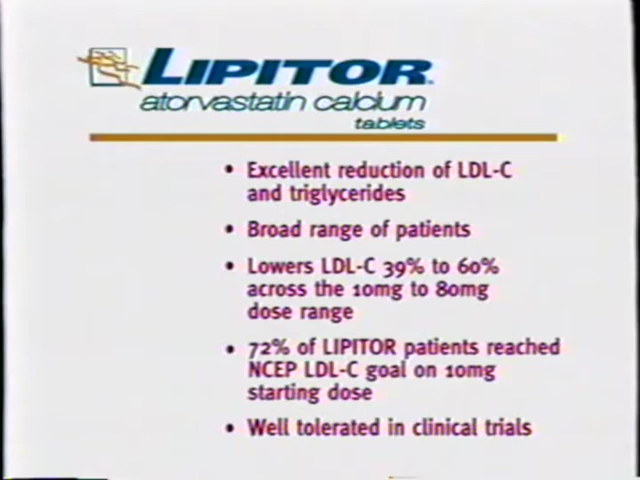 LIPITOR
atorvastatin calcium
tablets
• Excellent reduction of LDL-C
and triglycerides
• Broad range of patients
• Lowers LDL-C 39% to 60%
across the 10mg to 80mg
dose range
• 72% of LIPITOR patients reached
NCEP LDL-C goal on 10mg
starting dose
• Well tolerated in clinical trials